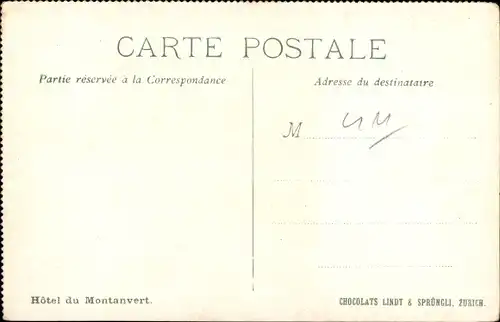 CARTE POSTALE
Partie réservée à la Correspondance
Adresse du destinataire
M
Hôtel du Montanvert.
CHOCOLATS LINDT & SPRÜNGLI, ZURICH.